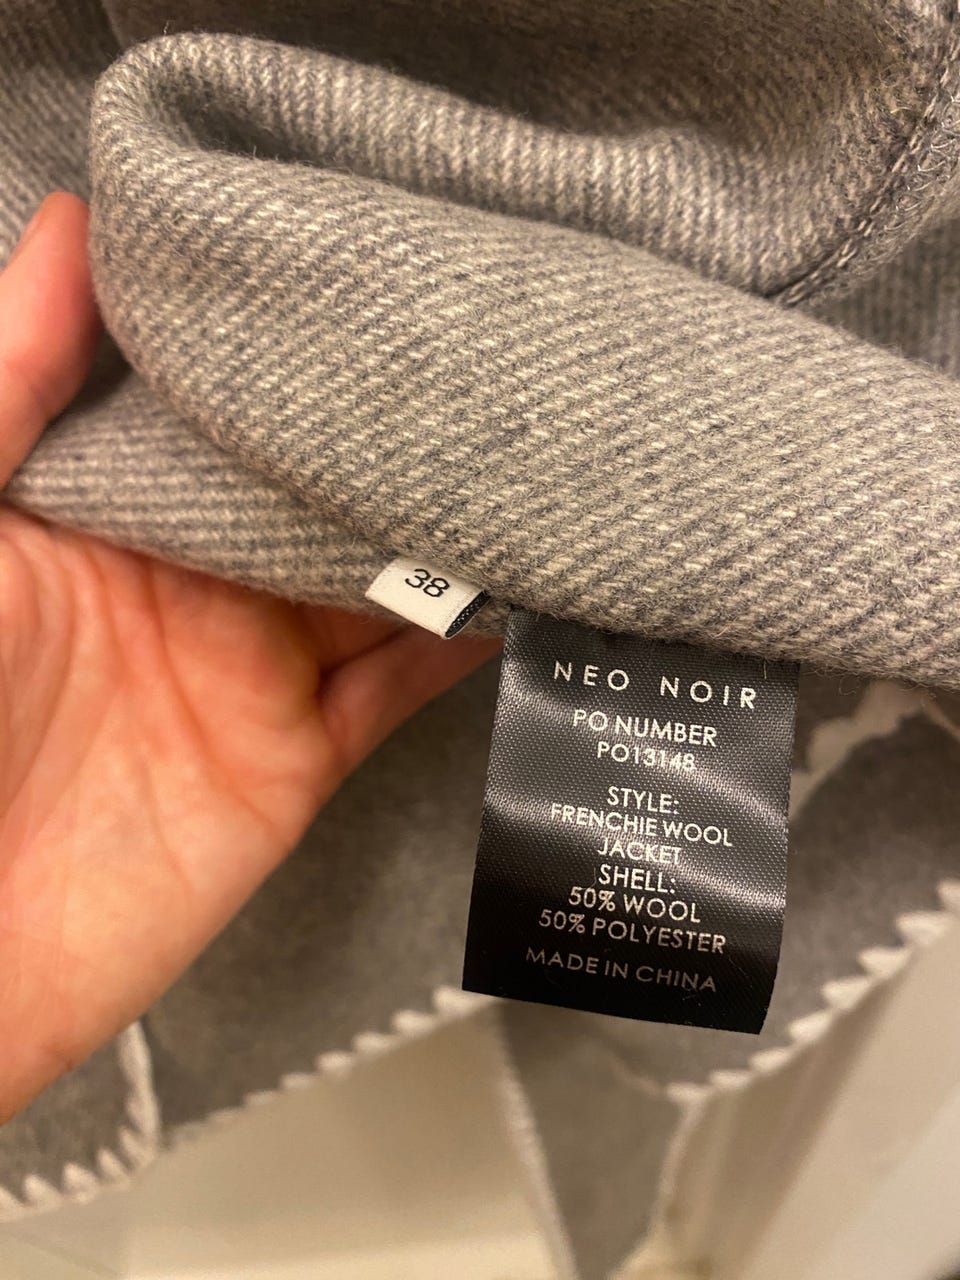 38
NEO NOIR
PO NUMBER
PO13148
STYLE:
FRENCHIE WOOL
JACKET
SHELL:
50% WOOL
50% POLYESTER
MADE IN CHINA